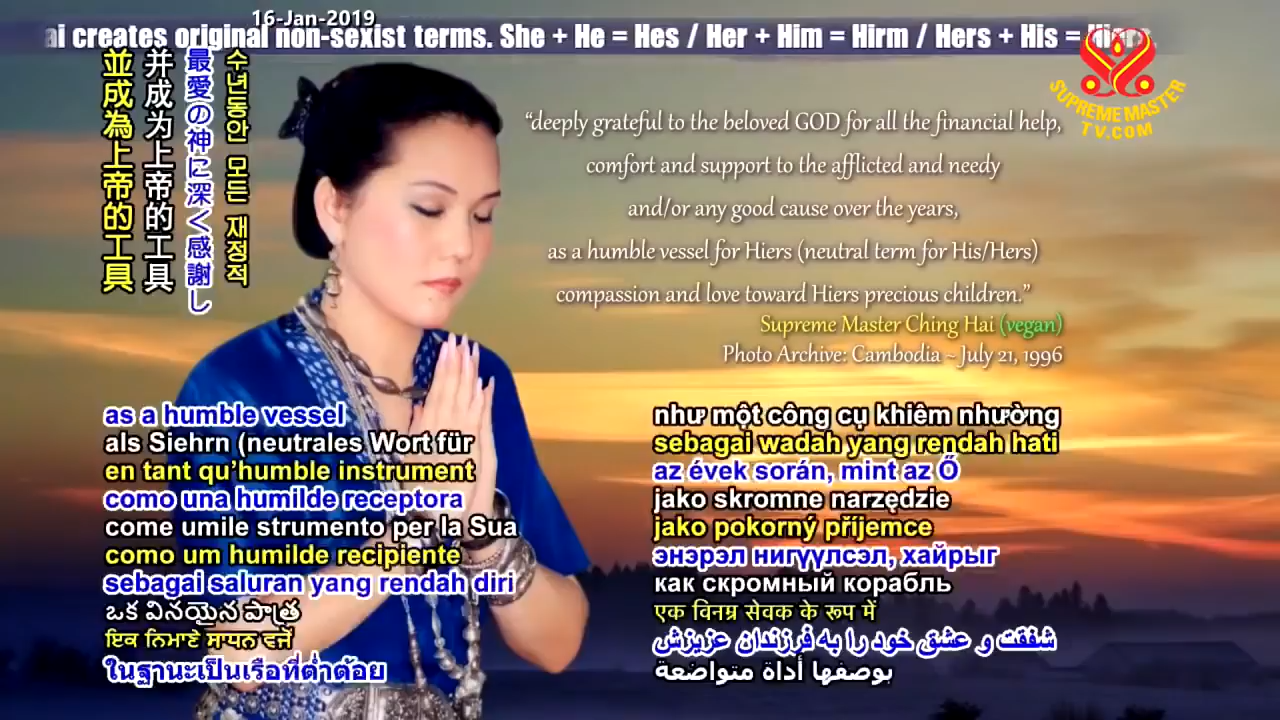 16-Jan-2019
ai creates original non-sexist terms. She + He = Hes / Her + Him = Hirm / Hers + His = Hiers
SUPREME MASTER
TV.COM
수년동안 모든 재정적
最愛の神に深く感謝し
并成为上帝的工具
並成為上帝的工具
“deeply grateful to the beloved GOD for all the financial help,
comfort and support to the afflicted and needy
and/or any good cause over the years,
as a humble vessel for Hiers (neutral term for His/Hers)
compassion and love toward Hiers precious children.”
Supreme Master Ching Hai (vegan)
Photo Archive: Cambodia ~ July 21, 1996
as a humble vessel
als Siehrn (neutrales Wort für
en tant qu’humble instrument
como una humilde receptora
come umile strumento per la Sua
como um humilde recipiente
sebagai saluran yang rendah diri
ఒక వినయైన పాత్ర
ਇਕ ਨਿਮਾਣੇ ਸਾਧਨ ਵਜੋਂ
ในฐานะเป็นเรือที่ต่ำต้อย
như một công cụ khiêm nhường
sebagai wadah yang rendah hati
az évek során, mint az Ő
jako skromne narzędzie
jako pokorný příjemce
энэрэл нигүүлсэл, хайрыг
как скромный корабль
एक विनम्र सेवक के रूप में
شفقت و عشق خود را به فرزندان عزیزش
بوصفها أداة متواضعة